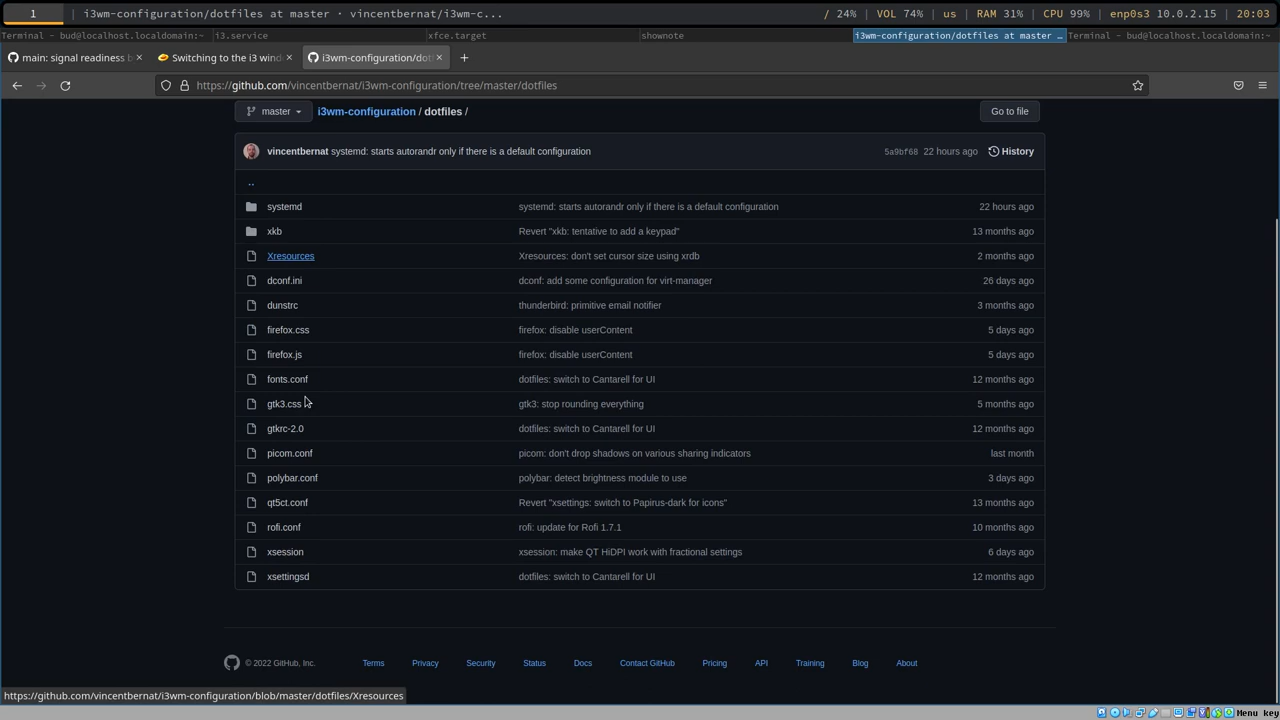 1 | i3wm-configuration/dotfiles at master · vincentbernat/i3wm-c... / 24% | VOL 74% | us | RAM 31% | CPU 99% | enp0s3 10.0.2.15 | 20:03
Terminal - bud@localhost.localdomain:~ i3.service xfce.target shownote i3wm-configuration/dotfiles at master … Terminal - bud@localhost.localdomain:~
main: signal readiness b Switching to the i3 wind i3wm-configuration/dot
https://github.com/vincentbernat/i3wm-configuration/tree/master/dotfiles
master i3wm-configuration / dotfiles / Go to file
vincentbernat systemd: starts autorandr only if there is a default configuration 5a9bf68 22 hours ago History
..
systemd systemd: starts autorandr only if there is a default configuration 22 hours ago
xkb Revert "xkb: tentative to add a keypad" 13 months ago
Xresources Xresources: don't set cursor size using xrdb 2 months ago
dconf.ini dconf: add some configuration for virt-manager 26 days ago
dunstrc thunderbird: primitive email notifier 3 months ago
firefox.css firefox: disable userContent 5 days ago
firefox.js firefox: disable userContent 5 days ago
fonts.conf dotfiles: switch to Cantarell for UI 12 months ago
gtk3.css gtk3: stop rounding everything 5 months ago
gtkrc-2.0 dotfiles: switch to Cantarell for UI 12 months ago
picom.conf picom: don't drop shadows on various sharing indicators last month
polybar.conf polybar: detect brightness module to use 3 days ago
qt5ct.conf Revert "xsettings: switch to Papirus-dark for icons" 13 months ago
rofi.conf rofi: update for Rofi 1.7.1 10 months ago
xsession xsession: make QT HiDPI work with fractional settings 6 days ago
xsettingsd dotfiles: switch to Cantarell for UI 12 months ago
© 2022 GitHub, Inc. Terms Privacy Security Status Docs Contact GitHub Pricing API Training Blog About
https://github.com/vincentbernat/i3wm-configuration/blob/master/dotfiles/Xresources
Menu key